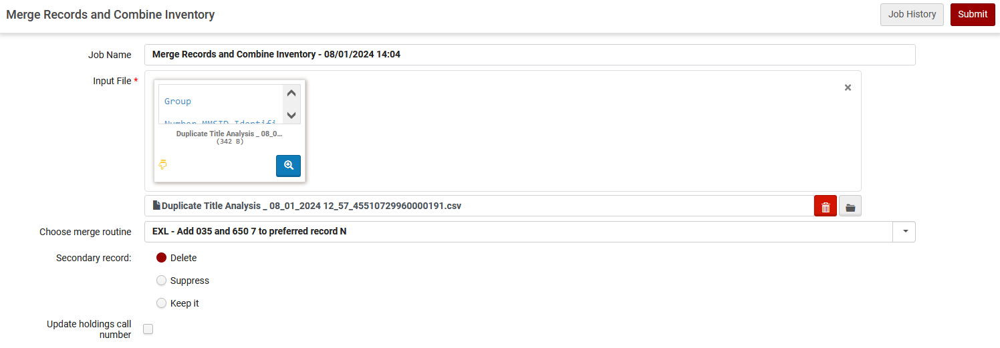 Merge Records and Combine Inventory
Job History
Submit
Job Name
Merge Records and Combine Inventory - 08/01/2024 14:04
Input File *
Group
Number,MMSID,Identifi
Duplicate Title Analysis _ 08_0...
(342 B)
Duplicate Title Analysis _ 08_01_2024 12_57_45510729960000191.csv
Choose merge routine
EXL - Add 035 and 650 7 to preferred record N
Secondary record:
Delete
Suppress
Keep it
Update holdings call
number